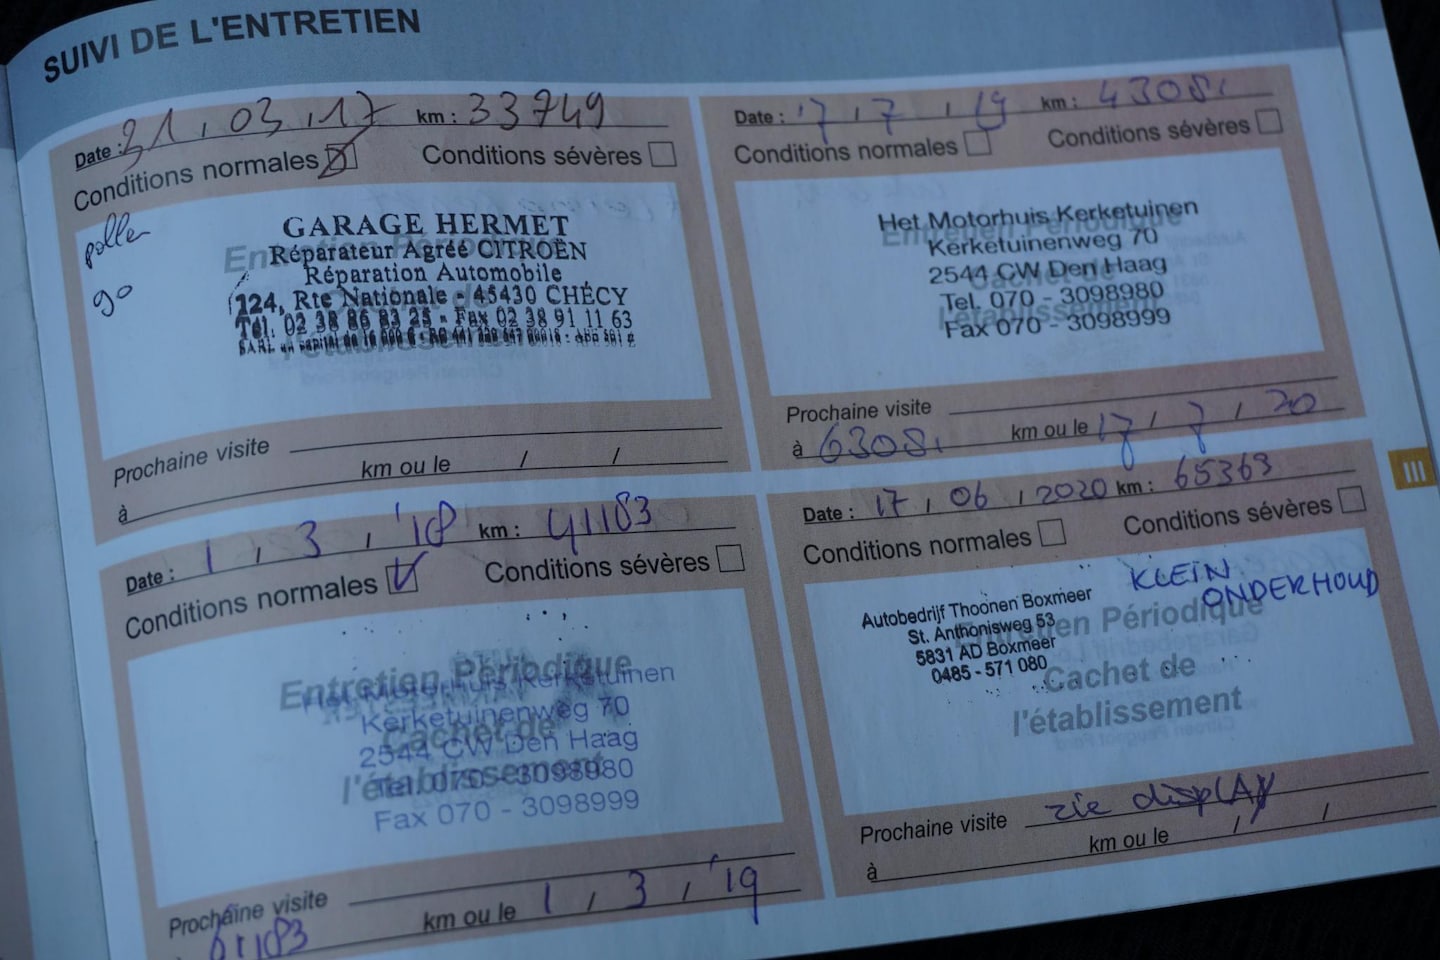 SUIVI DE L'ENTRETIEN
Date : 21 , 03 , 17 km : 33749
Conditions normales Conditions sévères
pollen
go
GARAGE HERMET
Réparateur Agréé CITROËN
Réparation Automobile
124, Rte Nationale - 45430 CHÉCY
Tél. 02 38 86 83 25 - Fax 02 38 91 11 63
Prochaine visite
à km ou le / /
Date : 1 , 3 , '18 km : 41183
Conditions normales Conditions sévères
Entretien Périodique
Het Motorhuis Kerketuinen
Kerketuinenweg 70
Cachet de
2544 CW Den Haag
l'établissement
Tel. 070 - 3098980
Fax 070 - 3098999
Prochaine visite
61183 km ou le 1 / 3 / '19
Date : 17 , 7 , 19 km : 43081
Conditions normales Conditions sévères
Het Motorhuis Kerketuinen
Kerketuinenweg 70
2544 CW Den Haag
Tel. 070 - 3098980
Fax 070 - 3098999
Prochaine visite
à 63081 km ou le 17 / 7 / 20
Date : 17 , 06 , 2020 km : 65363
Conditions normales Conditions sévères
KLEIN
ONDERHOUD
Autobedrijf Thoonen Boxmeer
St. Anthonisweg 53
5831 AD Boxmeer
0485 - 571 080
Entretien Périodique
Cachet de
l'établissement
Prochaine visite zie displAy
à km ou le / /
III